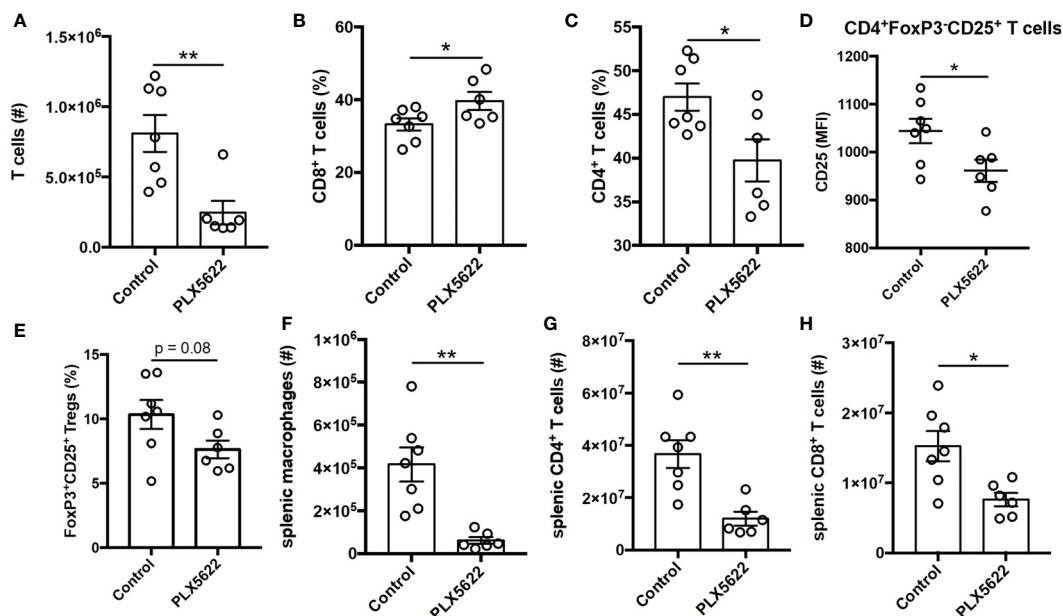 A
T cells (#)
1.5×10⁶
1.0×10⁶
5.0×10⁵
0.0
**
Control
PLX5622
B
CD8⁺ T cells (%)
60
40
20
0
*
Control
PLX5622
C
CD4⁺ T cells (%)
55
50
45
40
35
30
*
Control
PLX5622
D
CD4⁺FoxP3⁻CD25⁺ T cells
CD25 (MFI)
1100
1000
900
800
*
Control
PLX5622
E
FoxP3⁺CD25⁺ Tregs (%)
15
10
5
0
p = 0.08
Control
PLX5622
F
splenic macrophages (#)
1×10⁶
8×10⁵
6×10⁵
4×10⁵
2×10⁵
0
**
Control
PLX5622
G
splenic CD4⁺ T cells (#)
8×10⁷
6×10⁷
4×10⁷
2×10⁷
0
**
Control
PLX5622
H
splenic CD8⁺ T cells (#)
3×10⁷
2×10⁷
1×10⁷
0
*
Control
PLX5622